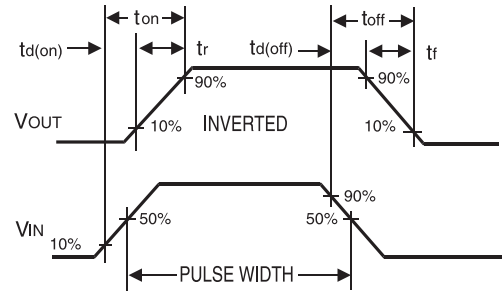 ton toff
td(on) tr td(off) tf
90% 90%
VOUT 10% INVERTED 10%
90%
50% 50%
VIN
10%
PULSE WIDTH